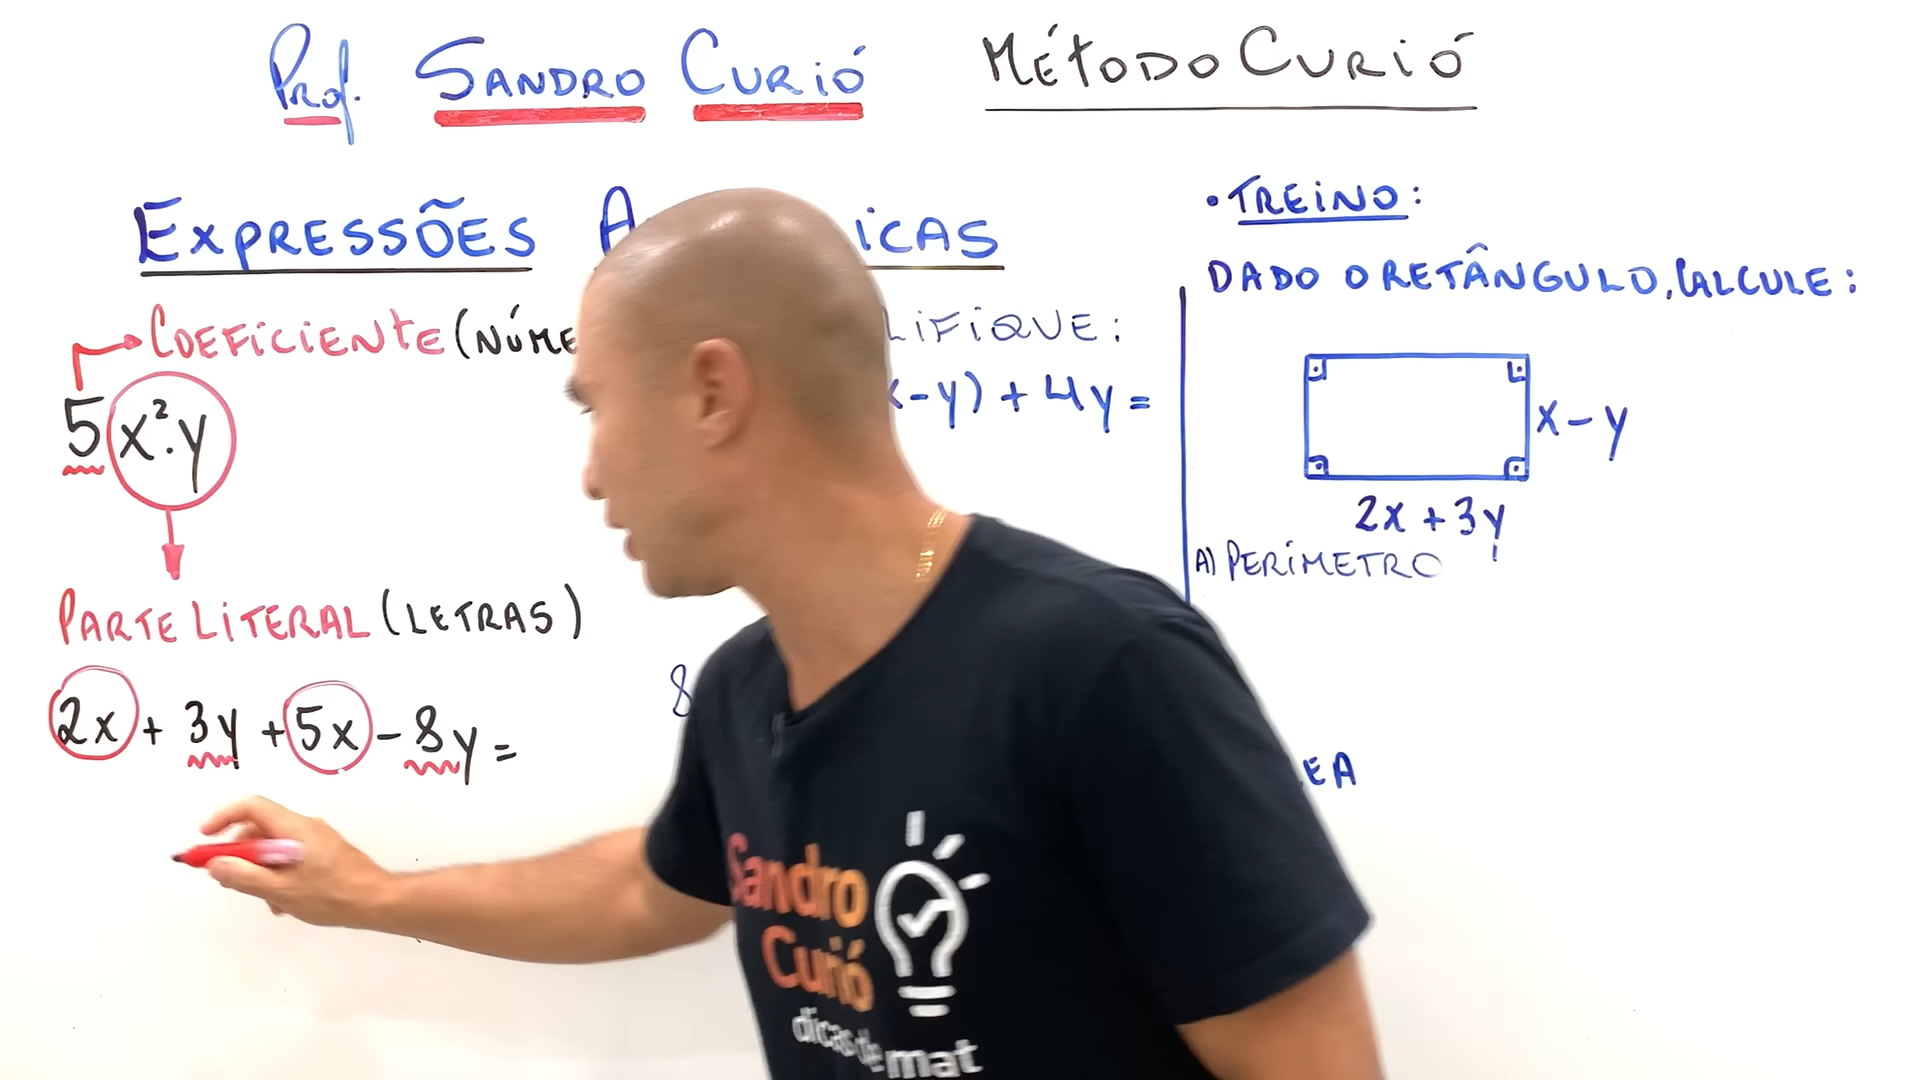 Prof. SANDRO CURIÓ
MÉTODO CURIÓ
EXPRESSÕES A ICAS
COEFICIENTE (NÚME
5x².y
PARTE LITERAL (LETRAS)
2x + 3y + 5x - 8y =
LIFIQUE:
x-y) + 4y =
8
• TREINO:
DADO O RETÂNGULO, CALCULE:
x - y
2x + 3y
A) PERÍMETRO
EA
Sandro
Curió
dicas de mat